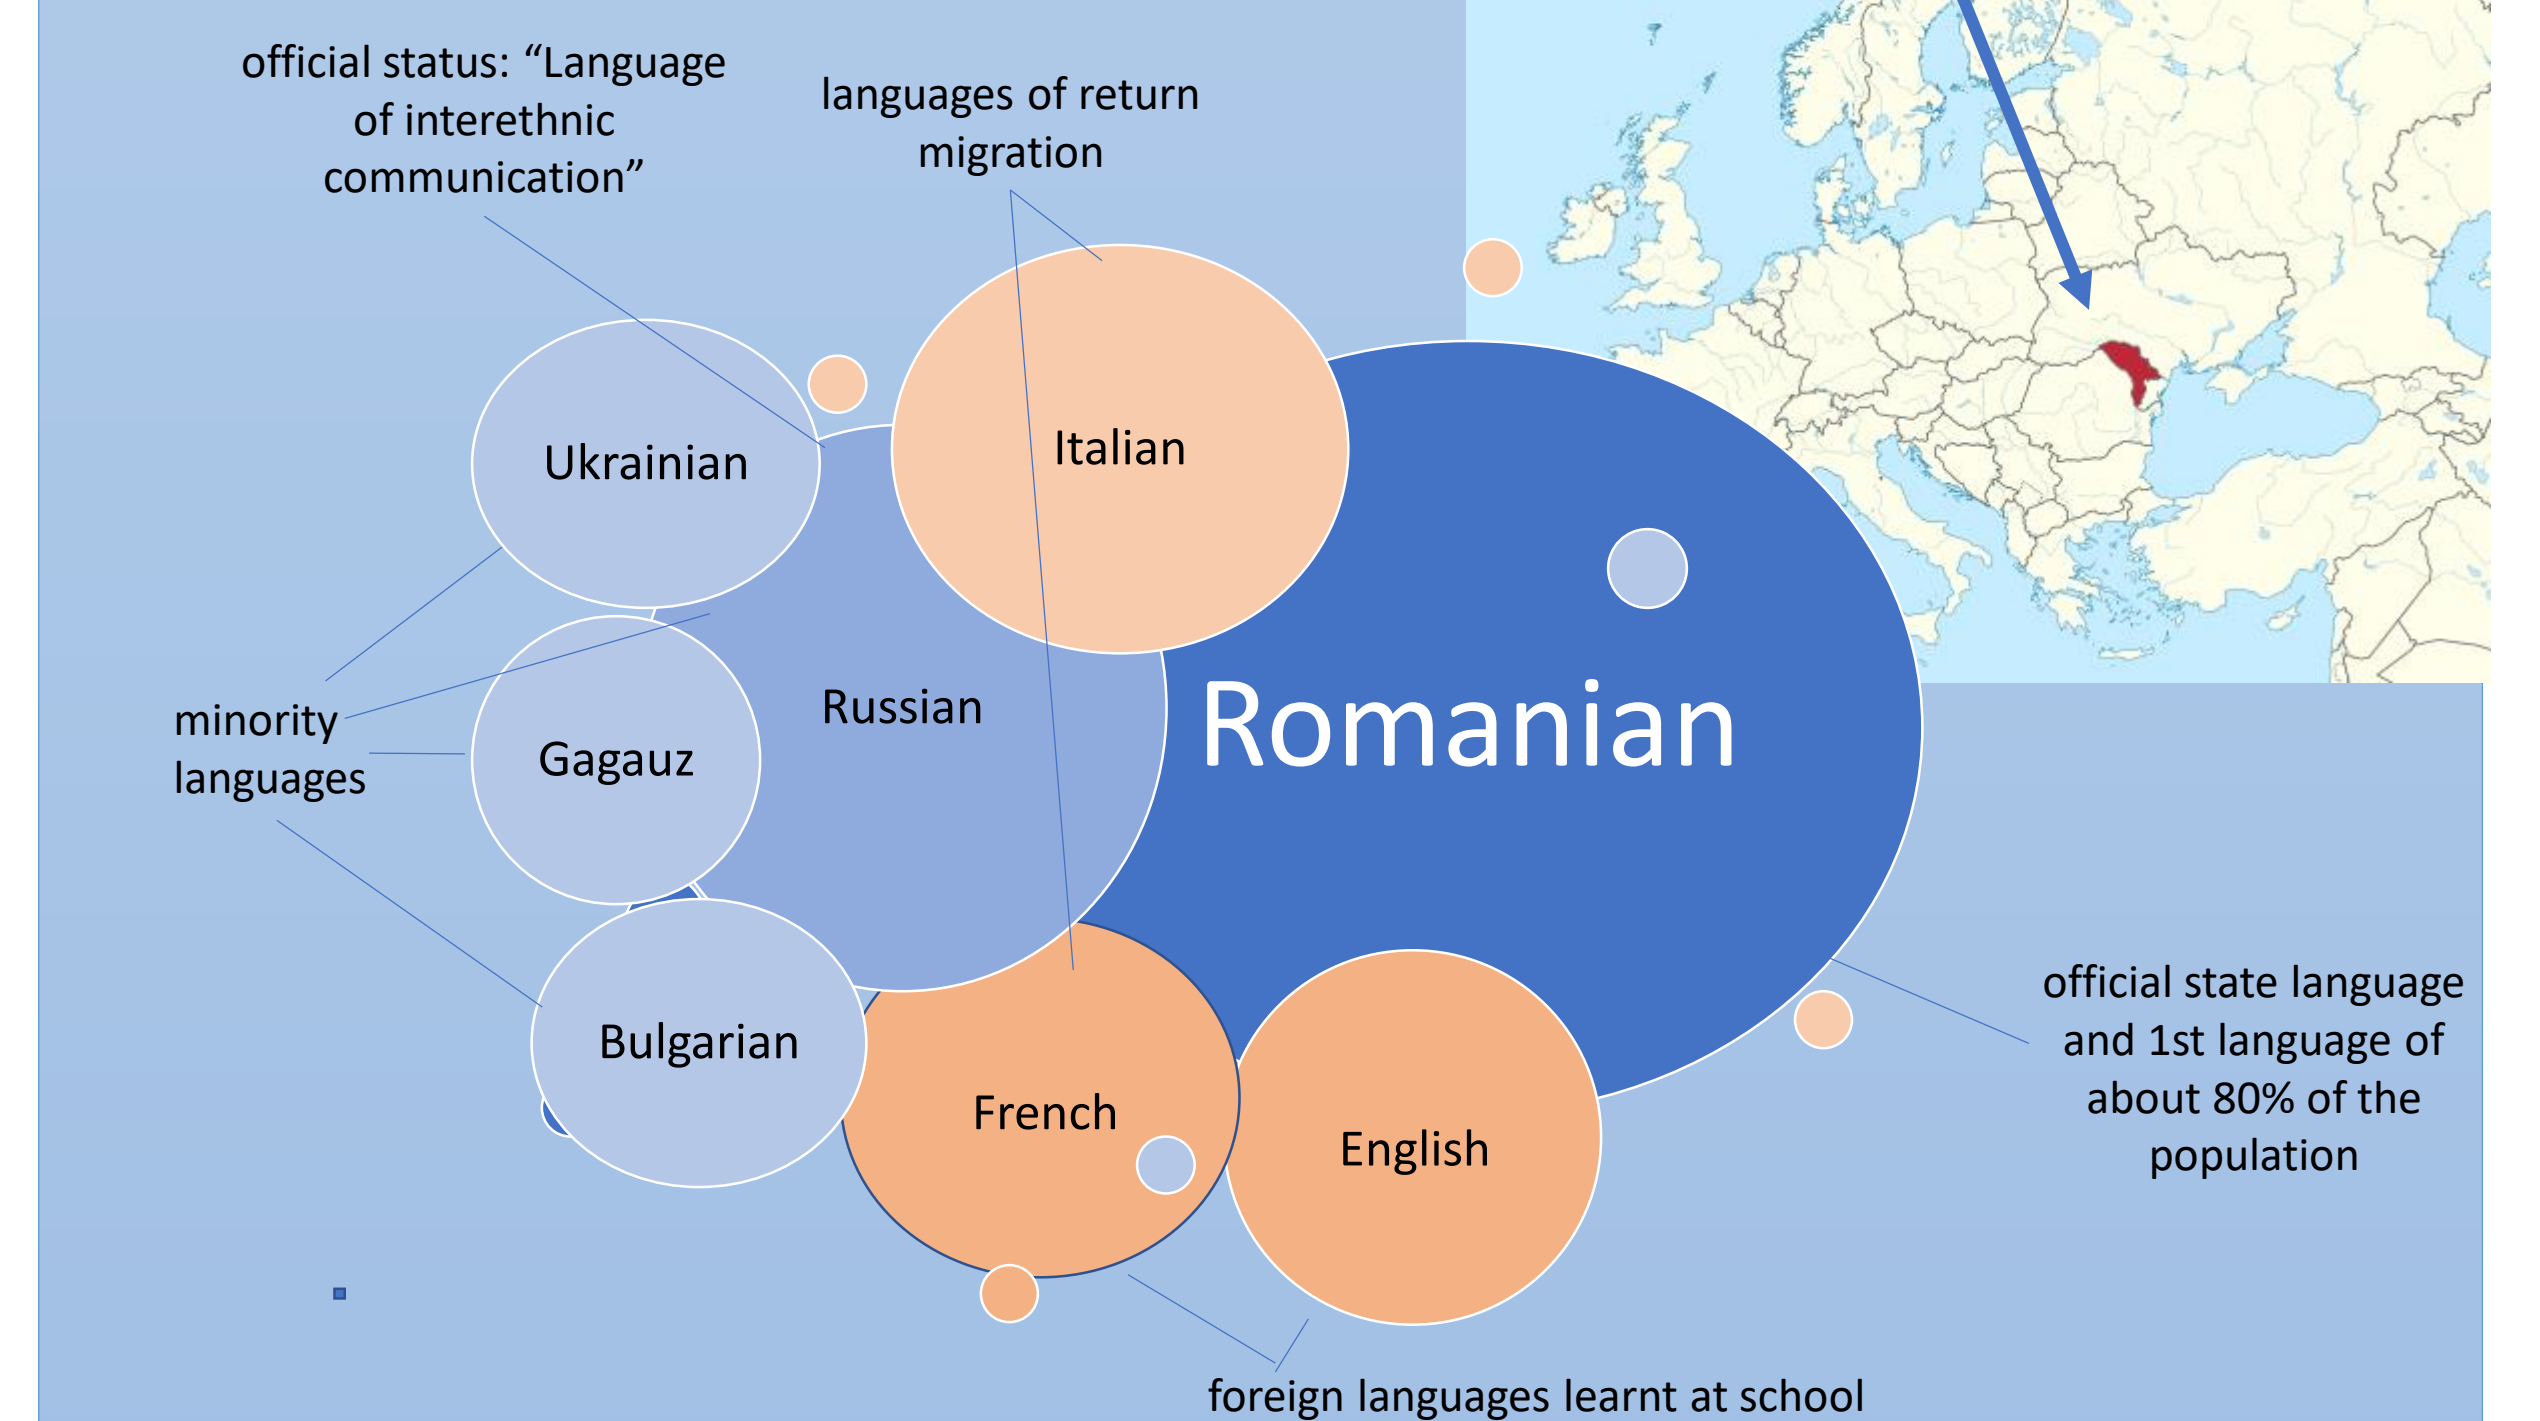 official status: “Language
of interethnic
communication”
languages of return
migration
Ukrainian
Italian
Russian
Romanian
minority
languages
Gagauz
Bulgarian
French
English
official state language
and 1st language of
about 80% of the
population
foreign languages learnt at school